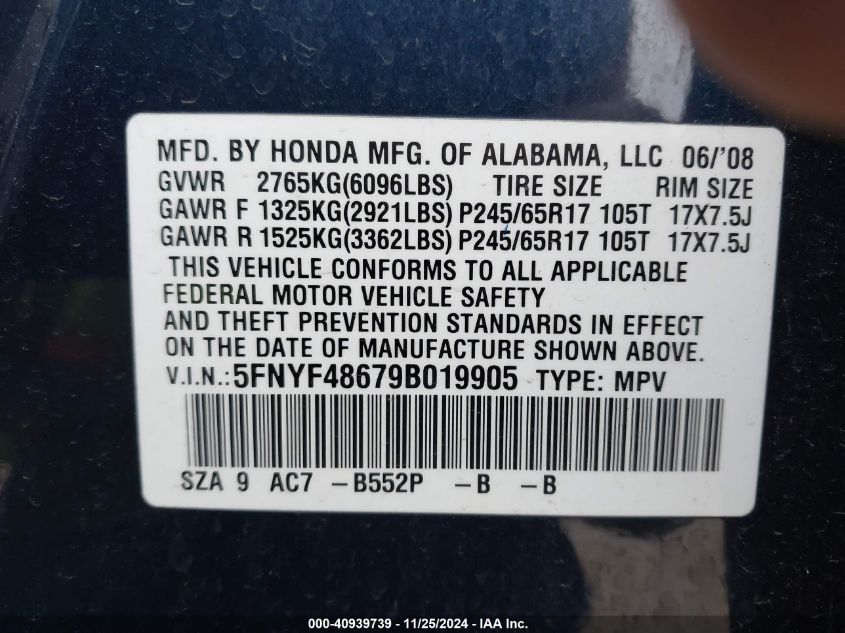 MFD. BY HONDA MFG. OF ALABAMA, LLC 06/'08
GVWR 2765KG(6096LBS) TIRE SIZE RIM SIZE
GAWR F 1325KG(2921LBS) P245/65R17 105T 17X7.5J
GAWR R 1525KG(3362LBS) P245/65R17 105T 17X7.5J
THIS VEHICLE CONFORMS TO ALL APPLICABLE
FEDERAL MOTOR VEHICLE SAFETY
AND THEFT PREVENTION STANDARDS IN EFFECT
ON THE DATE OF MANUFACTURE SHOWN ABOVE.
V.I.N.: 5FNYF48679B019905 TYPE: MPV
SZA 9 AC7 -B552P -B -B
000-40939739 - 11/25/2024 - IAA Inc.